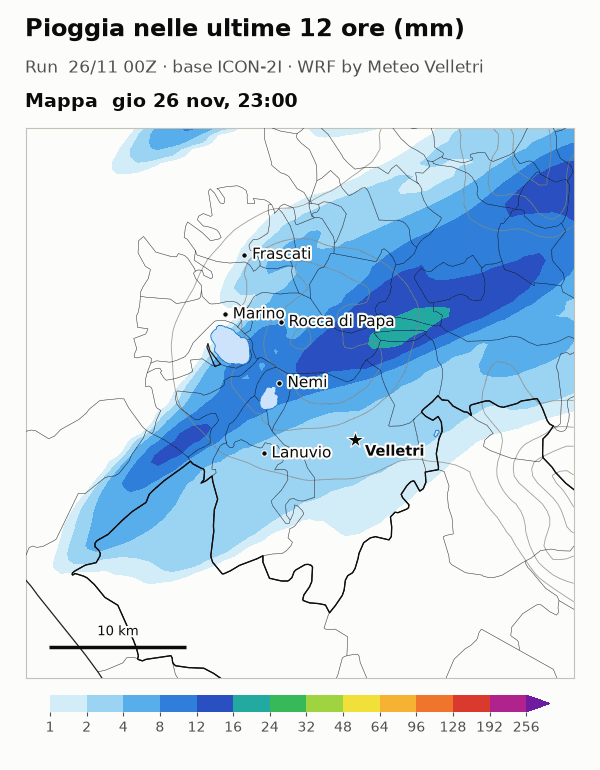 Pioggia nelle ultime 12 ore (mm)
Run 26/11 00Z · base ICON-2I · WRF by Meteo Velletri
Mappa gio 26 nov, 23:00
Frascati
Marino
Rocca di Papa
Nemi
Velletri
Lanuvio
10 km
1 2 4 8 12 16 24 32 48 64 96 128 192 256